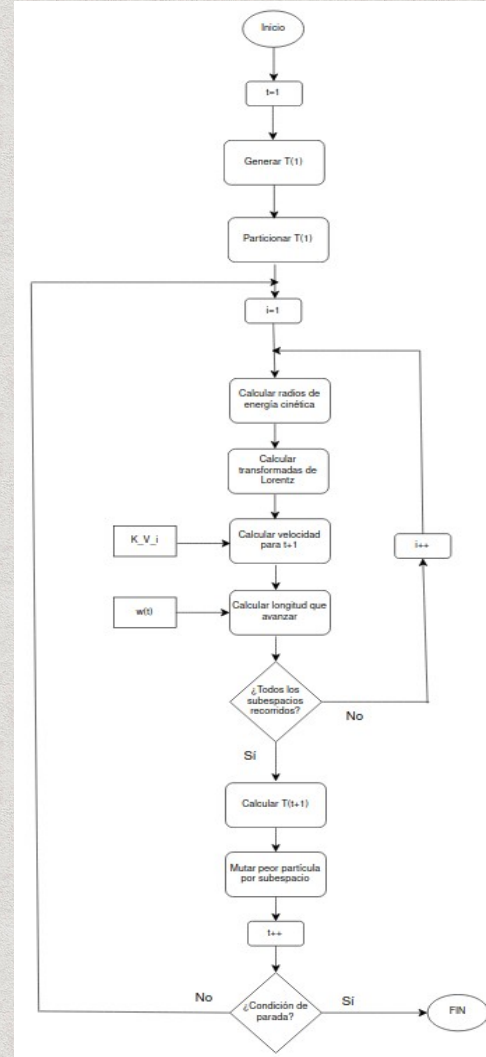 Inicio
t=1
Generar T(1)
Particionar T(1)
i=1
Calcular radios de
energía cinética
Calcular
transformadas de
Lorentz
K_V_i
Calcular velocidad
para t+1
i++
w(t)
Calcular longitud que
avanzar
¿Todos los
subespacios
recorridos?
No
Sí
Calcular T(t+1)
Mutar peor partícula
por subespacio
t++
No
¿Condición de
parada?
Sí
FIN